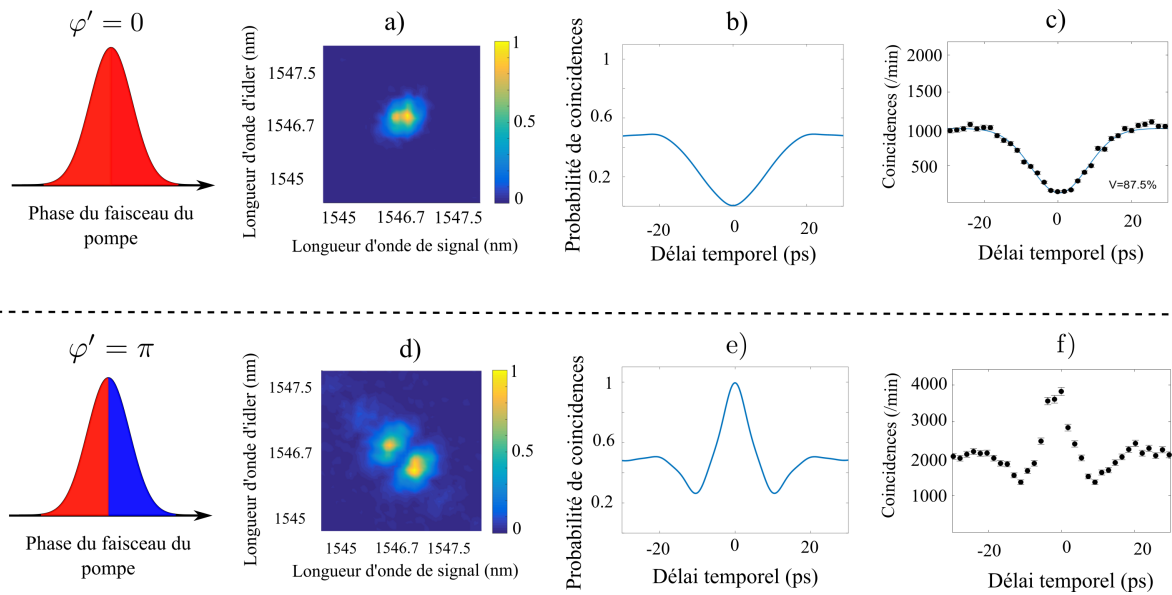 φ′ = 0
Phase du faisceau du
pompe
a)
Longueur d'onde d'idler (nm)
1547.5
1546.7
1545
1545 1546.7 1547.5
Longueur d'onde de signal (nm)
1
0.5
0
b)
Probabilité de coincidences
1
0.6
0.2
-20 0 20
Délai temporel (ps)
c)
Coincidences (/min)
2000
1500
1000
500
V=87.5%
-20 0 20
Délai temporel (ps)
φ′ = π
Phase du faisceau du
pompe
d)
Longueur d'onde d'idler (nm)
1547.5
1546.7
1545
1545 1546.7 1547.5
Longueur d'onde de signal (nm)
1
0.5
0
e)
Probabilité de coincidences
1
0.6
0.2
-20 0 20
Délai temporel (ps)
f)
Coincidences (/min)
4000
3000
2000
1000
-20 0 20
Délai temporel (ps)